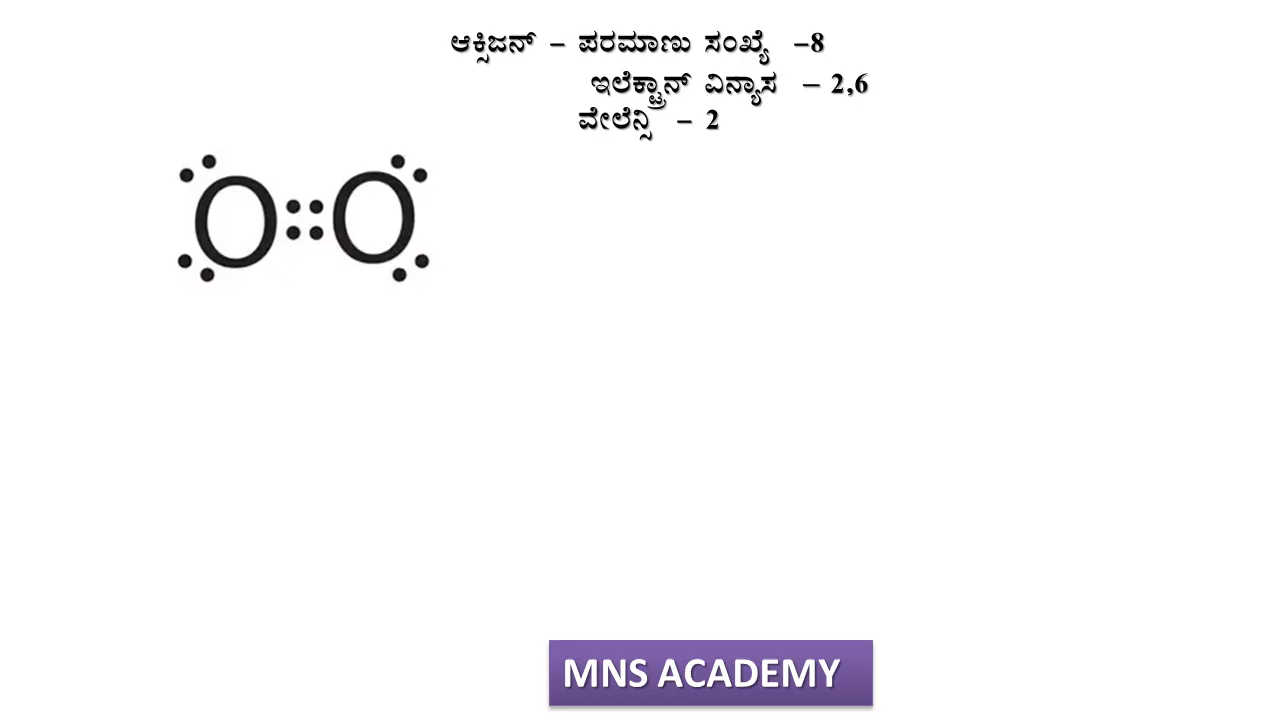 ಆಕ್ಸಿಜನ್ – ಪರಮಾಣು ಸಂಖ್ಯೆ –8
ಇಲೆಕ್ಟ್ರಾನ್ ವಿನ್ಯಾಸ – 2,6
ವೇಲೆನ್ಸಿ – 2
O::O
MNS ACADEMY